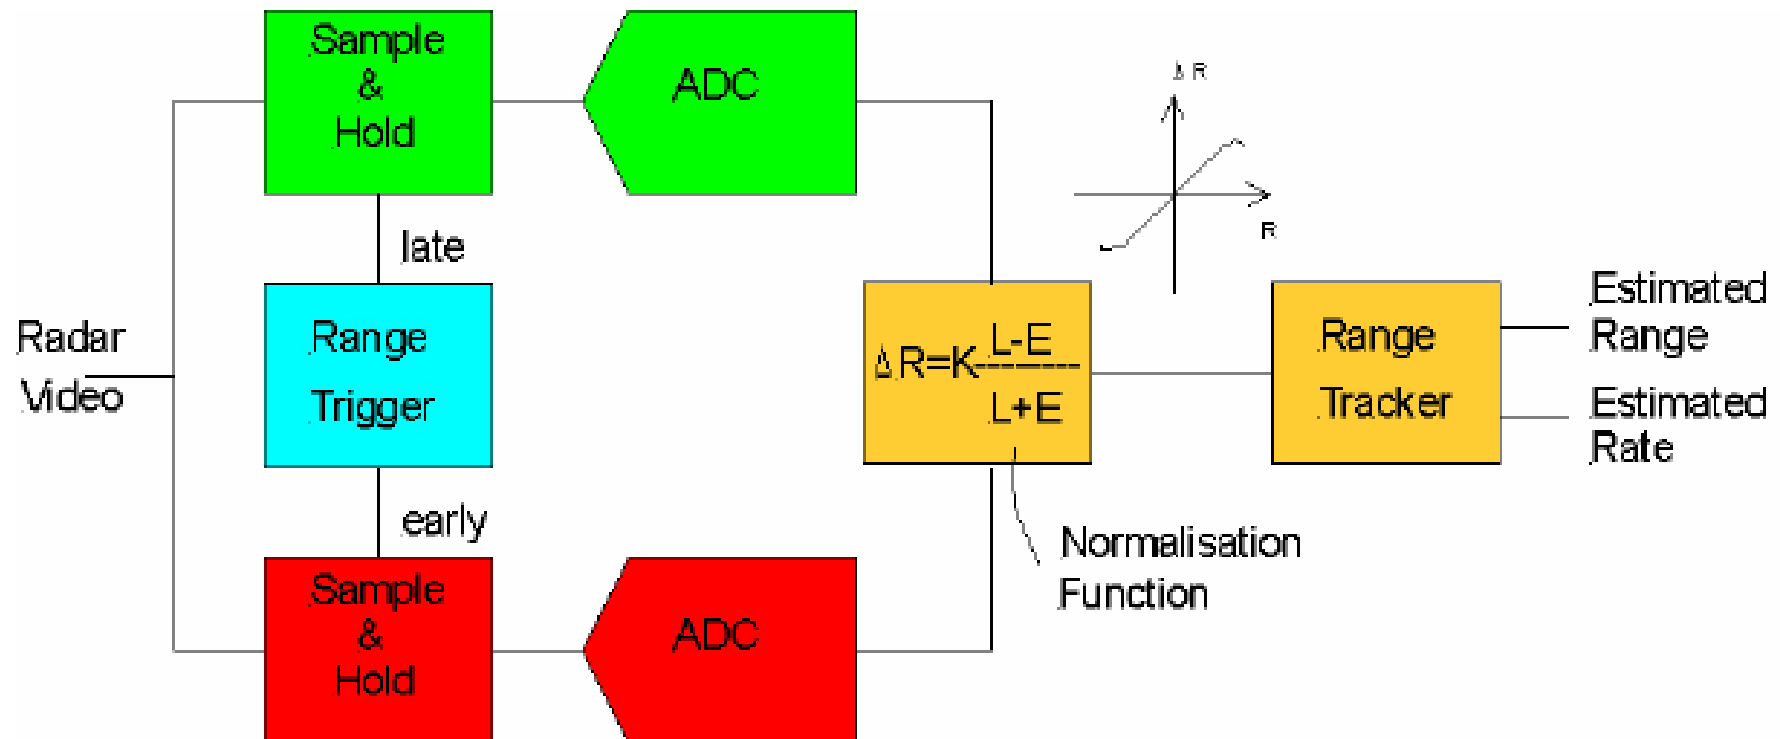 Sample
&
Hold
ADC
Δ R
late
R
Radar
Video
Range
Trigger
ΔR=K L-E
--------
L+E
Range
Tracker
Estimated
Range
Estimated
Rate
early
Normalisation
Function
Sample
&
Hold
ADC